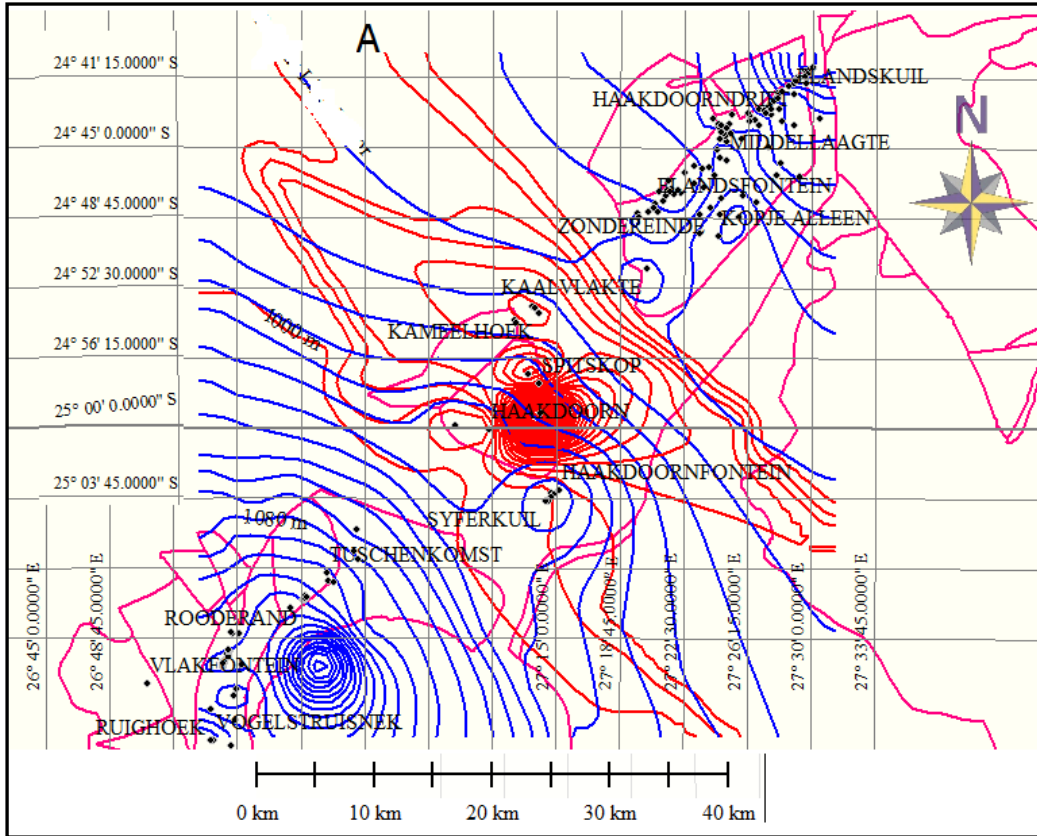 A
24° 41' 15.0000" S
ELANDSKUIL
HAAKDOORNDRIFT
N
24° 45' 0.0000" S
MIDDELLAAGTE
ELANDSFONTEIN
24° 48' 45.0000" S
ZONDEREINDE
KOPJE ALLEEN
24° 52' 30.0000" S
KAALVLAKTE
1000 m
KAMEELHOEK
24° 56' 15.0000" S
SPITSKOP
25° 00' 0.0000" S
HAAKDOORN
25° 03' 45.0000" S
HAAKDOORNFONTEIN
1080 m
SYFERKUIL
TUSCHENKOMST
ROODERAND
26° 45' 0.0000" E
26° 48' 45.0000" E
27° 15' 0.0000" E
27° 18' 45.0000" E
27° 22' 30.0000" E
27° 26' 15.0000" E
27° 30' 0.0000" E
27° 33' 45.0000" E
VLAKFONTEIN
RUIGHOEK
VOGELSTRUISNEK
0 km
10 km
20 km
30 km
40 km